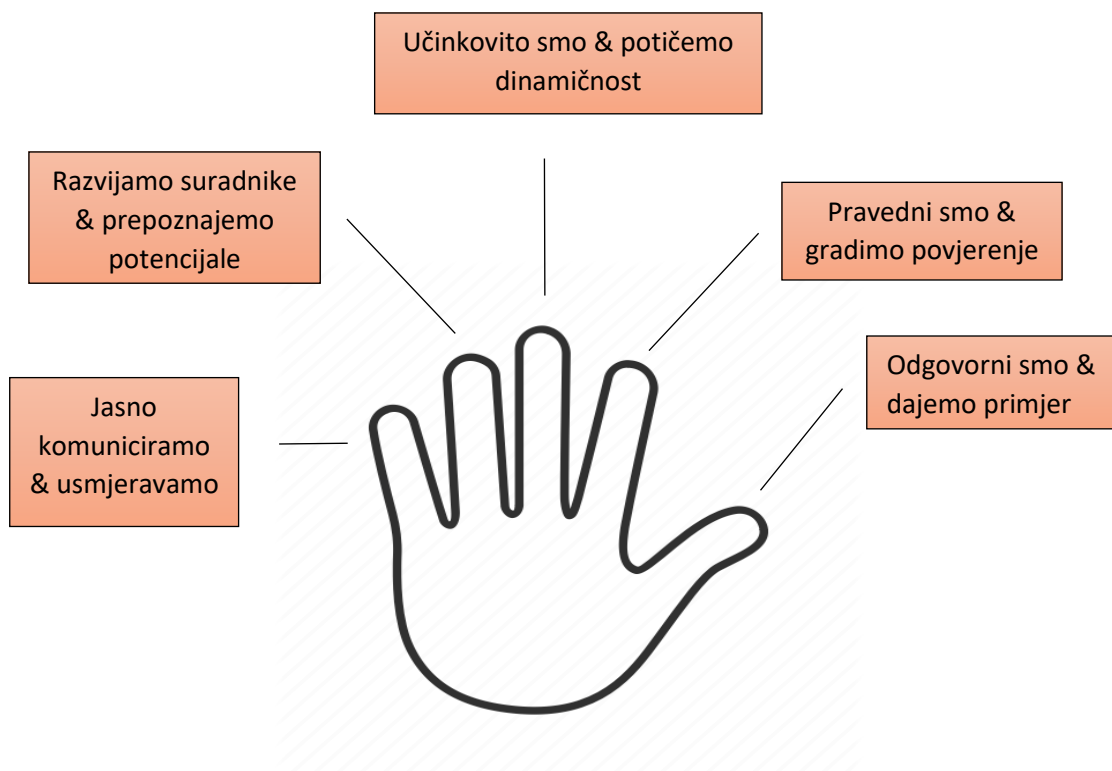 Učinkovito smo & potičemo
dinamičnost
Razvijamo suradnike
& prepoznajemo
potencijale
Pravedni smo &
gradimo povjerenje
Odgovorni smo &
dajemo primjer
Jasno
komuniciramo
& usmjeravamo